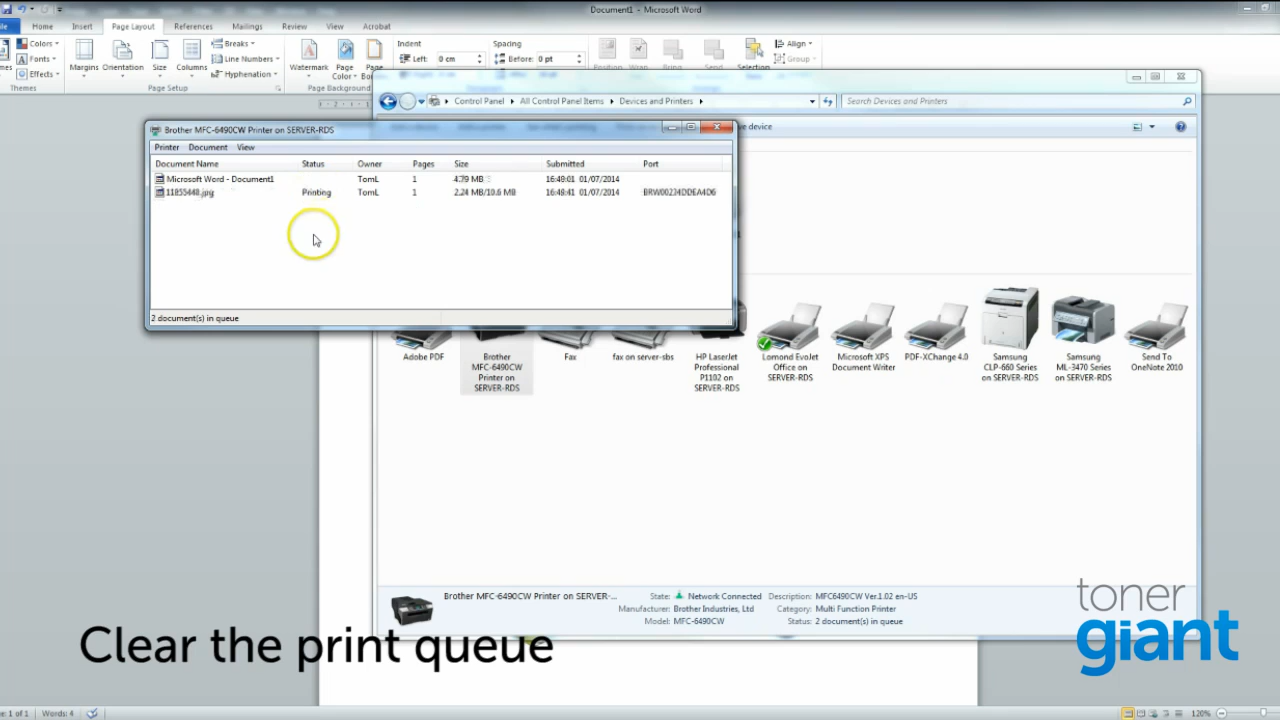 Document1 - Microsoft Word
Home Insert Page Layout References Mailings Review View Acrobat
Colors
Fonts
Effects
Themes
Margins Orientation Size Columns
Breaks
Line Numbers
Hyphenation
Page Setup
Watermark Page Color
Page Background
Indent
Left: 0 cm
Spacing
Before: 0 pt
Selection
Align
Group
Control Panel All Control Panel Items Devices and Printers
Search Devices and Printers
Brother MFC-6490CW Printer on SERVER-RDS
Printer Document View
Document Name Status Owner Pages Size Submitted Port
Microsoft Word - Document1 TomL 1 4.79 MB 16:49:01 01/07/2014
11855448.jpg Printing TomL 1 2.24 MB/10.6 MB 16:49:41 01/07/2014 BRW00234DDEA4D6
2 document(s) in queue
Adobe PDF
Brother MFC-6490CW Printer on SERVER-RDS
Fax
fax on server-sbs
HP LaserJet Professional P1102 on SERVER-RDS
Lomond EvoJet Office on SERVER-RDS
Microsoft XPS Document Writer
PDF-XChange 4.0
Samsung CLP-660 Series on SERVER-RDS
Samsung ML-3470 Series on SERVER-RDS
Send To OneNote 2010
Brother MFC-6490CW Printer on SERVER-...
State: Network Connected
Manufacturer: Brother Industries, Ltd
Model: MFC-6490CW
Description: MFC6490CW Ver.1.02 en-US
Category: Multi Function Printer
Status: 2 document(s) in queue
Clear the print queue
toner
giant
1 of 1 Words: 4 120%